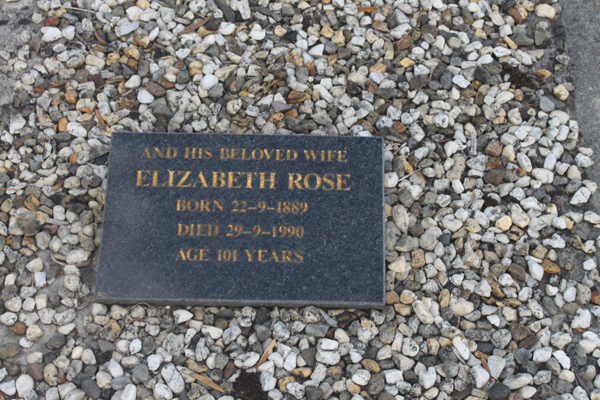 AND HIS BELOVED WIFE
ELIZABETH ROSE
BORN 22-9-1889
DIED 29-9-1990
AGE 101 YEARS